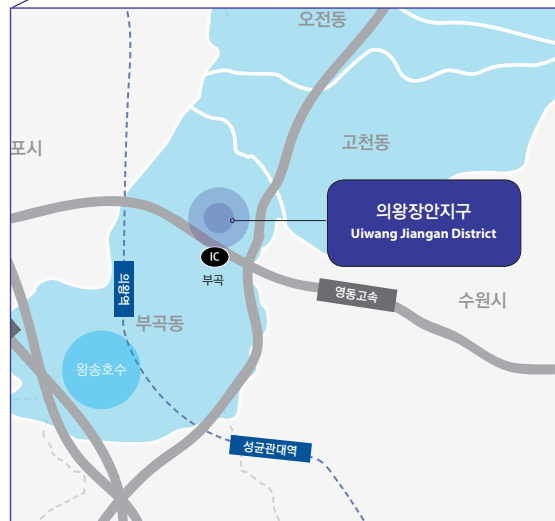 오전동
고천동
포시
의왕장안지구
Uiwang Jiangan District
IC
부곡
의왕역
영동고속
수원시
부곡동
왕송호수
성균관대역